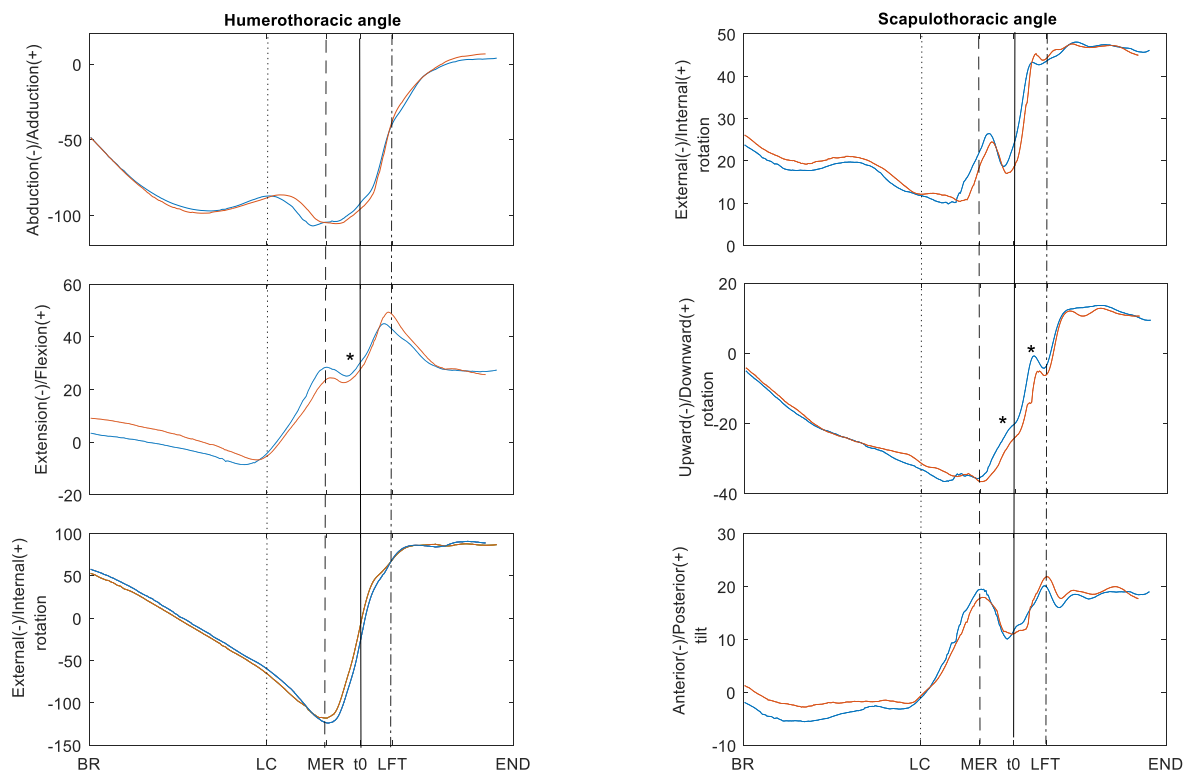 Humerothoracic angle
Abduction(-)/Adduction(+)
0
-50
-100
Extension(-)/Flexion(+)
60
40
20
0
-20
*
External(-)/Internal(+)
rotation
100
50
0
-50
-100
-150
BR LC MER t0 LFT END
Scapulothoracic angle
External(-)/Internal(+)
rotation
50
40
30
20
10
0
Upward(-)/Downward(+)
rotation
20
0
-20
-40
*
*
Anterior(-)/Posterior(+)
tilt
30
20
10
0
-10
BR LC MER t0 LFT END